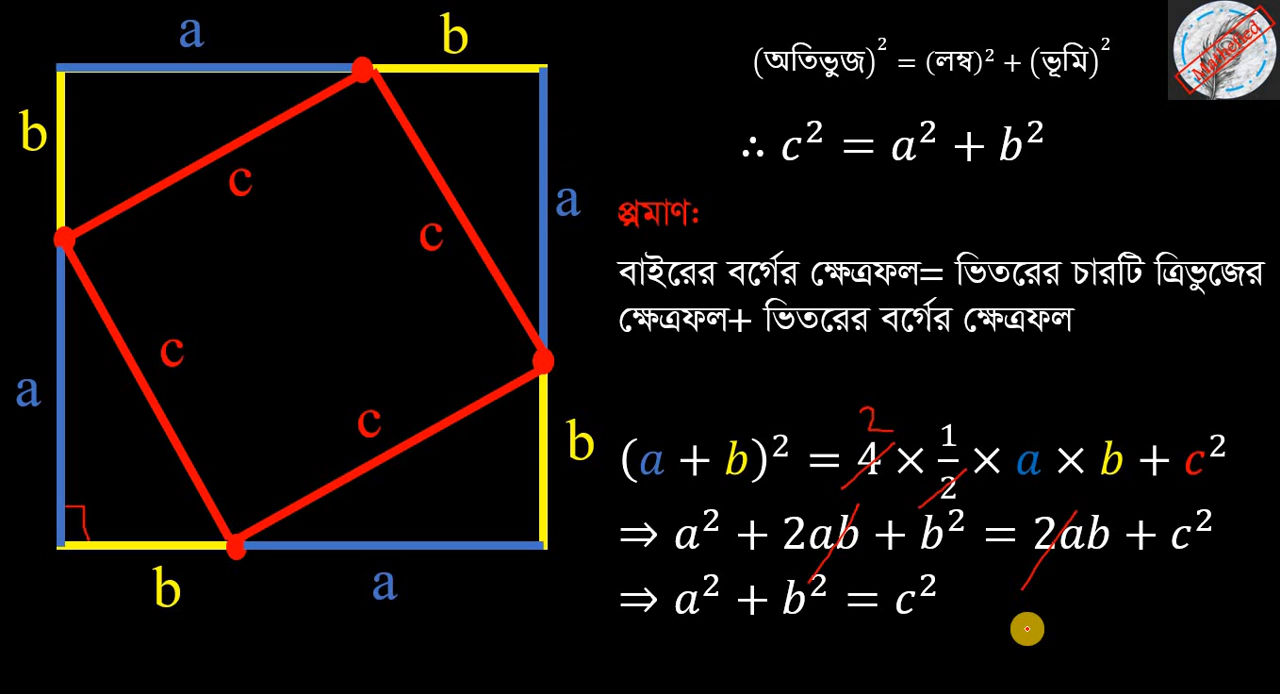 a
b
(অতিভুজ)² = (লম্ব)² + (ভূমি)²
Mathemed
b
c
∴ c² = a² + b²
a
c
প্রমাণ:
বাইরের বর্গের ক্ষেত্রফল= ভিতরের চারটি ত্রিভুজের
ক্ষেত্রফল+ ভিতরের বর্গের ক্ষেত্রফল
a
c
c
b
2
(a + b)² = 4 × 1/2 × a × b + c²
⇒ a² + 2ab + b² = 2ab + c²
⇒ a² + b² = c²
b
a